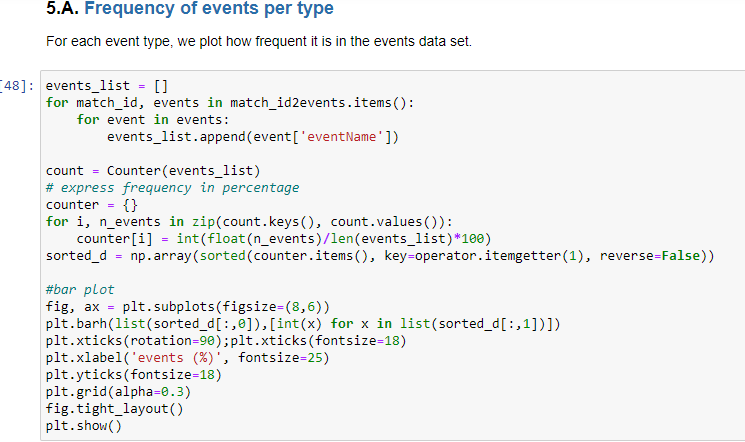 5.A. Frequency of events per type
For each event type, we plot how frequent it is in the events data set.
[48]: events_list = []
for match_id, events in match_id2events.items():
    for event in events:
        events_list.append(event['eventName'])

count = Counter(events_list)
# express frequency in percentage
counter = {}
for i, n_events in zip(count.keys(), count.values()):
    counter[i] = int(float(n_events)/len(events_list)*100)
sorted_d = np.array(sorted(counter.items(), key=operator.itemgetter(1), reverse=False))

#bar plot
fig, ax = plt.subplots(figsize=(8,6))
plt.barh(list(sorted_d[:,0]),[int(x) for x in list(sorted_d[:,1])])
plt.xticks(rotation=90);plt.xticks(fontsize=18)
plt.xlabel('events (%)', fontsize=25)
plt.yticks(fontsize=18)
plt.grid(alpha=0.3)
fig.tight_layout()
plt.show()